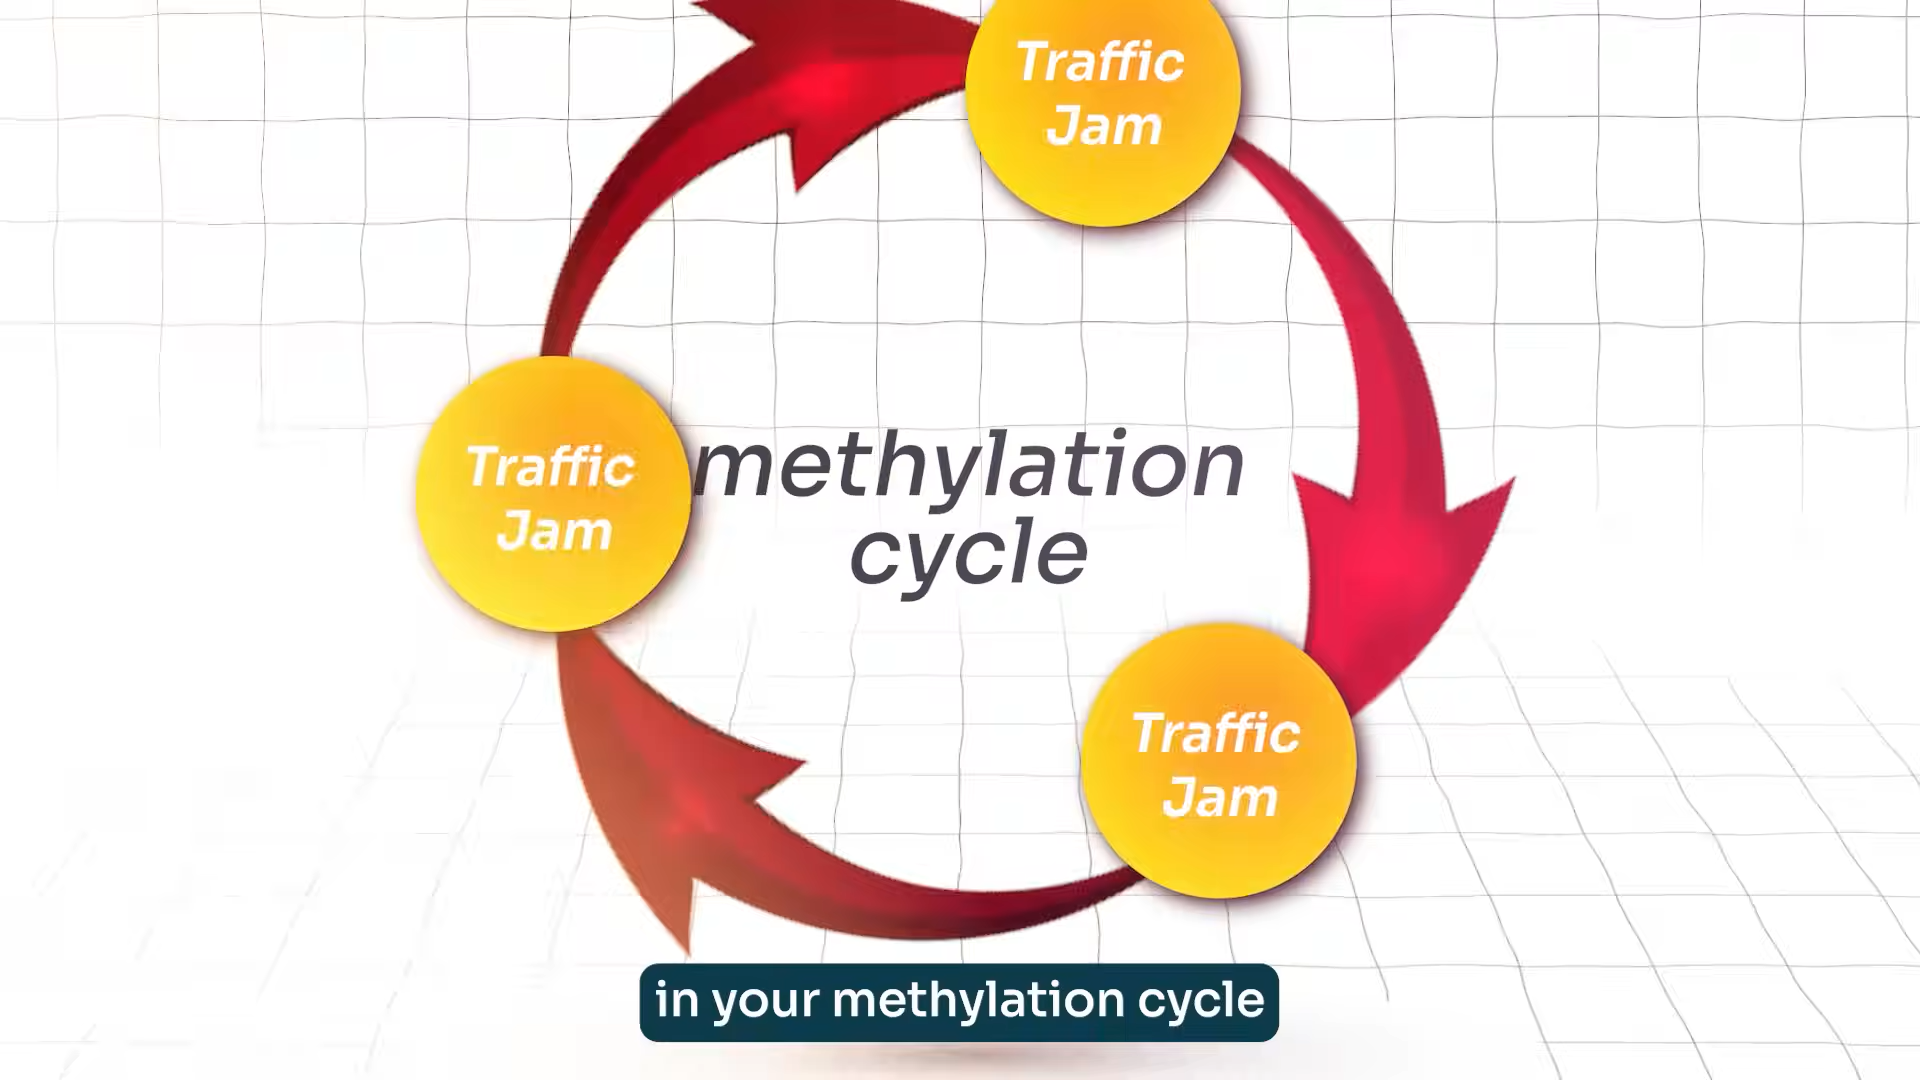 Traffic
Jam
Traffic
Jam
methylation
cycle
Traffic
Jam
in your methylation cycle